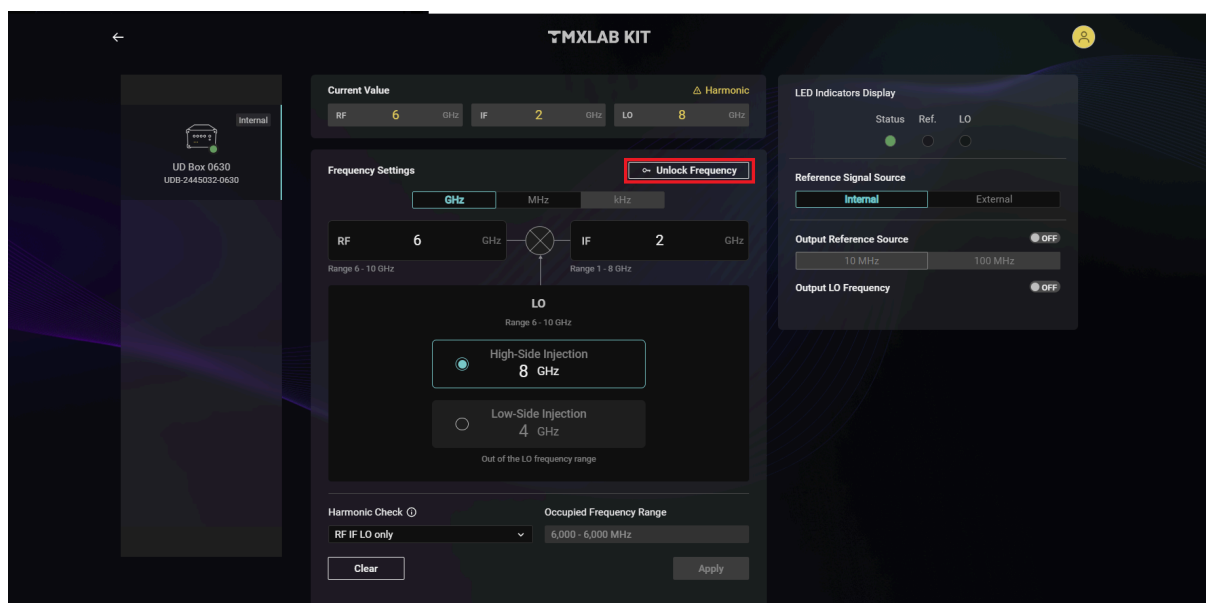 TMXLAB KIT
Internal
UD Box 0630
UDB-2445032-0630
Current Value
Harmonic
RF 6 GHz IF 2 GHz LO 8 GHz
Frequency Settings
Unlock Frequency
GHz MHz kHz
RF 6 GHz IF 2 GHz
Range 6 - 10 GHz
Range 1 - 8 GHz
LO
Range 6 - 10 GHz
High-Side Injection
8 GHz
Low-Side Injection
4 GHz
Out of the LO frequency range
Harmonic Check
Occupied Frequency Range
RF IF LO only
6,000 - 6,000 MHz
Clear
Apply
LED Indicators Display
Status Ref. LO
Reference Signal Source
Internal External
Output Reference Source OFF
10 MHz 100 MHz
Output LO Frequency OFF